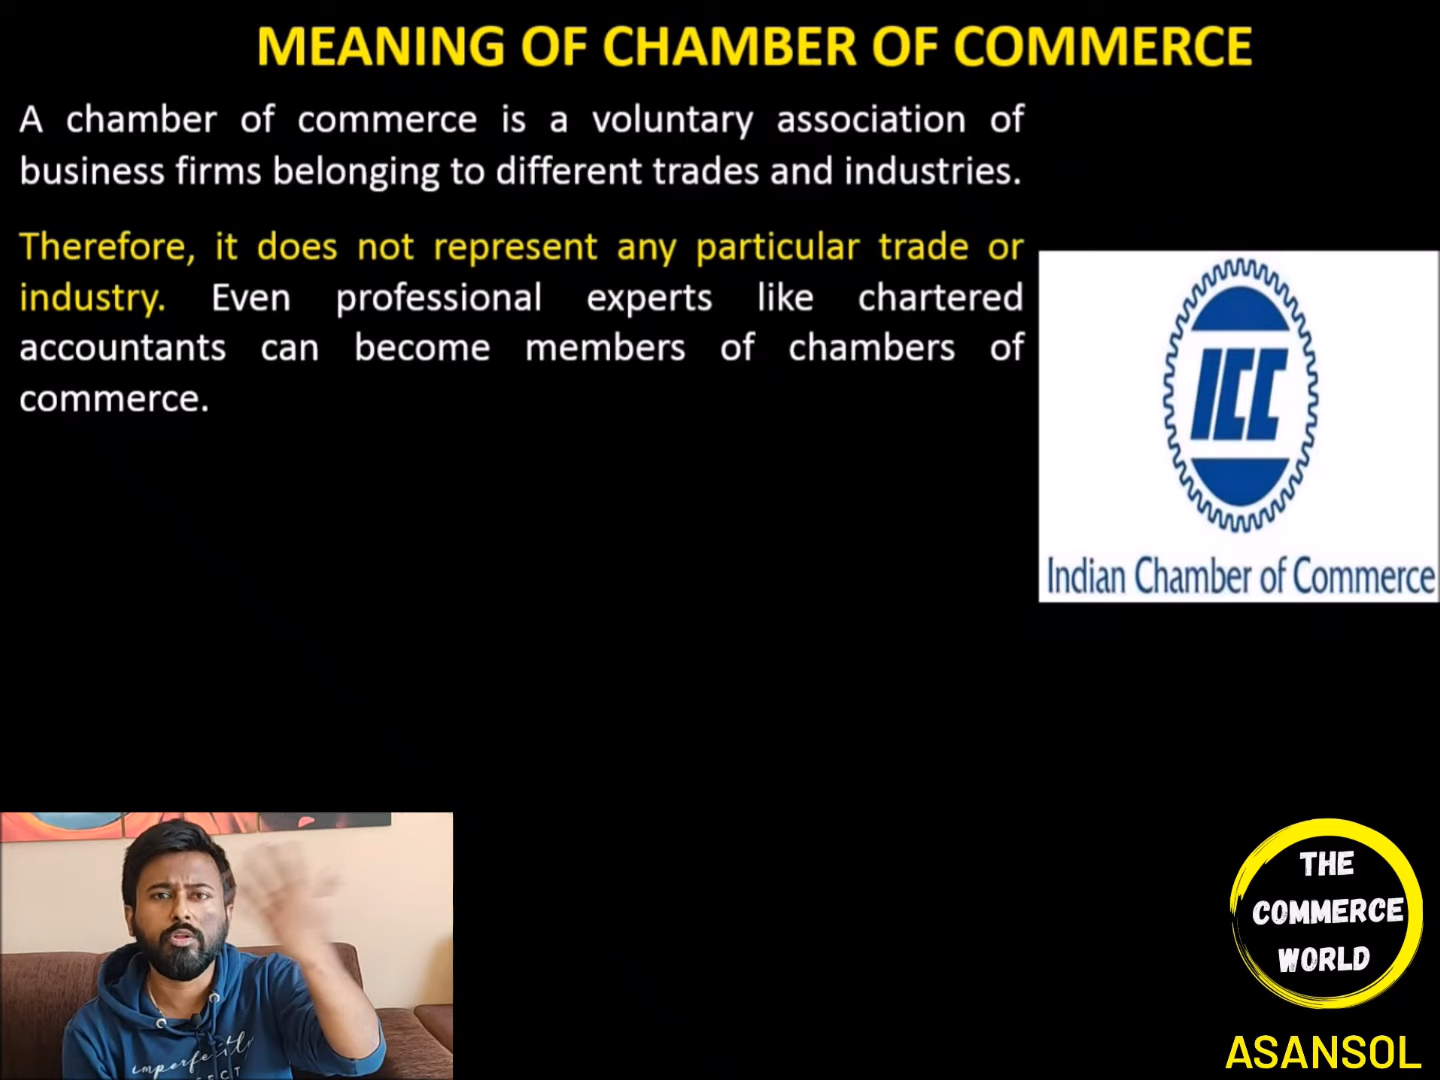 MEANING OF CHAMBER OF COMMERCE
A chamber of commerce is a voluntary association of
business firms belonging to different trades and industries.
Therefore, it does not represent any particular trade or
industry. Even professional experts like chartered
accountants can become members of chambers of
commerce.
ICC
Indian Chamber of Commerce
THE
COMMERCE
WORLD
ASANSOL
imperfectly